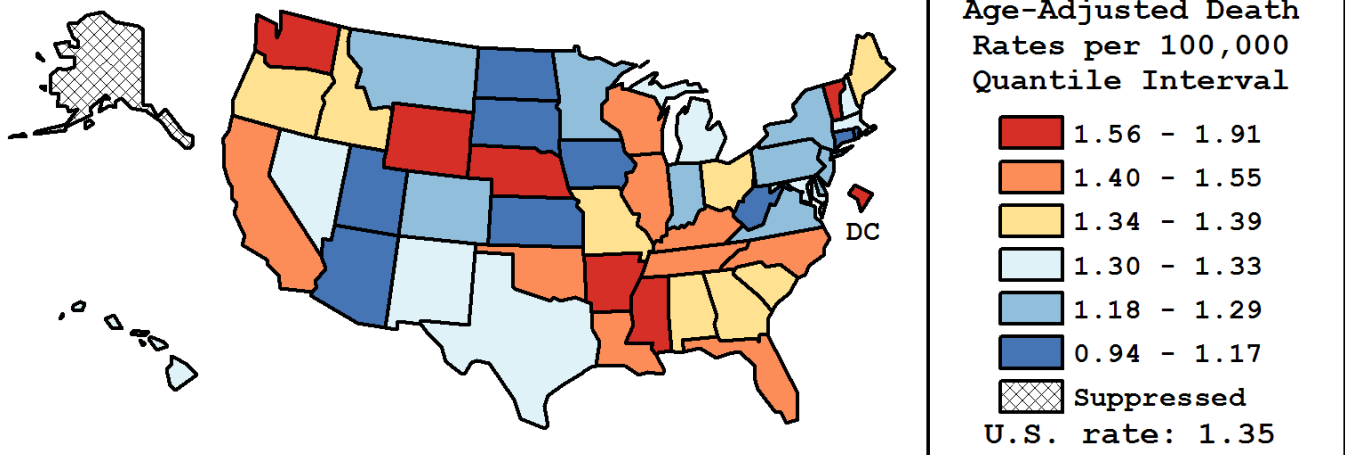 Age-Adjusted Death
Rates per 100,000
Quantile Interval
1.56 - 1.91
1.40 - 1.55
1.34 - 1.39
1.30 - 1.33
1.18 - 1.29
0.94 - 1.17
Suppressed
U.S. rate: 1.35
DC